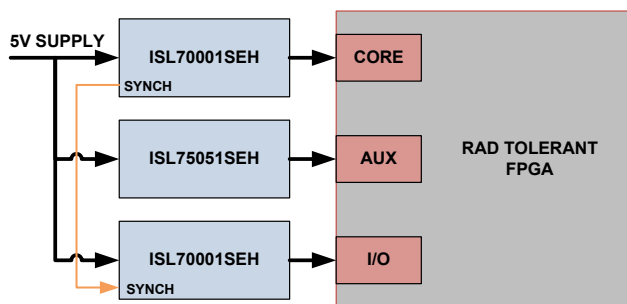 5V SUPPLY
ISL70001SEH
SYNCH
CORE
ISL75051SEH
AUX
RAD TOLERANT
FPGA
ISL70001SEH
SYNCH
I/O